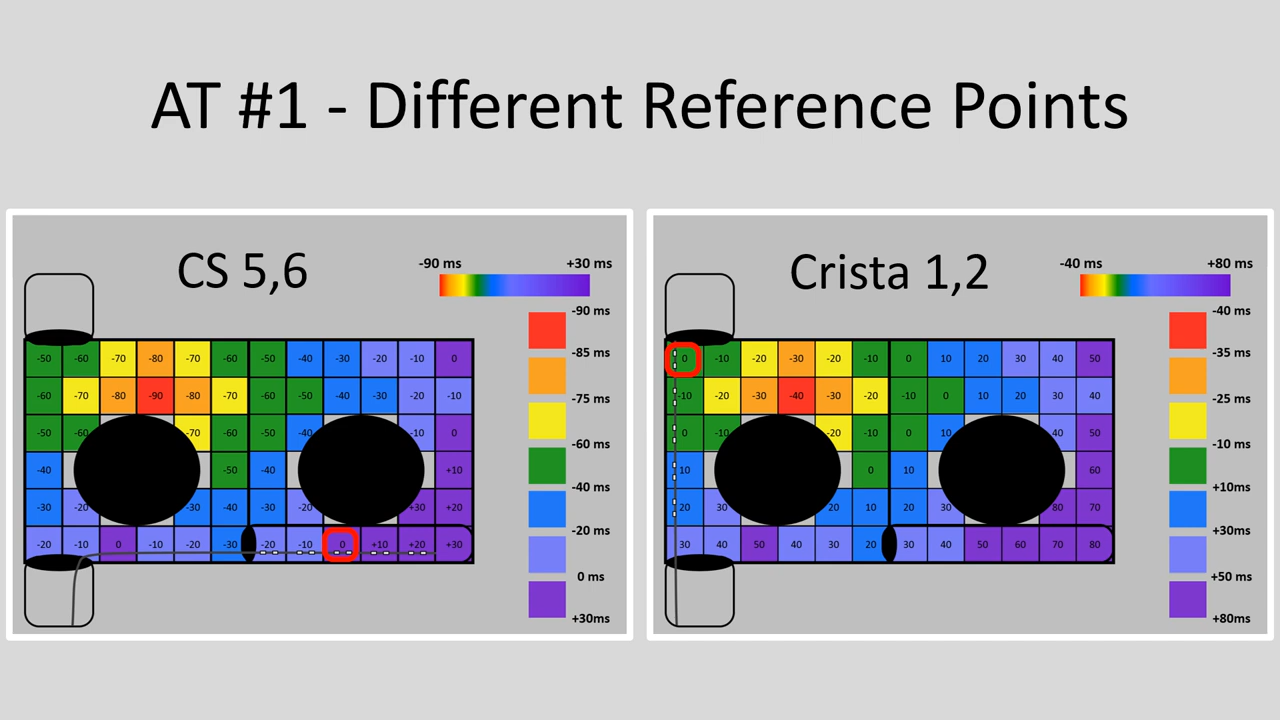 AT #1 - Different Reference Points
CS 5,6
-90 ms +30 ms
-50 -60 -70 -80 -70 -60 -50 -40 -30 -20 -10 0
-60 -70 -80 -90 -80 -70 -60 -50 -40 -30 -20 -10
-50 -60 -70 -60 -50 -40 -10 0
-40 -50 -40 +10
-30 -20 -30 -40 -30 -20 +30 +20
-20 -10 0 -10 -20 -30 -20 -10 0 +10 +20 +30
-90 ms
-85 ms
-75 ms
-60 ms
-40 ms
-20 ms
0 ms
+30ms
Crista 1,2
-40 ms +80 ms
0 -10 -20 -30 -20 -10 0 10 20 30 40 50
-10 -20 -30 -40 -30 -20 -10 0 10 20 30 40
0 -10 -20 -10 0 10 40 50
10 0 10 60
20 30 20 10 20 30 80 70
30 40 50 40 30 20 30 40 50 60 70 80
-40 ms
-35 ms
-25 ms
-10 ms
+10ms
+30ms
+50 ms
+80ms